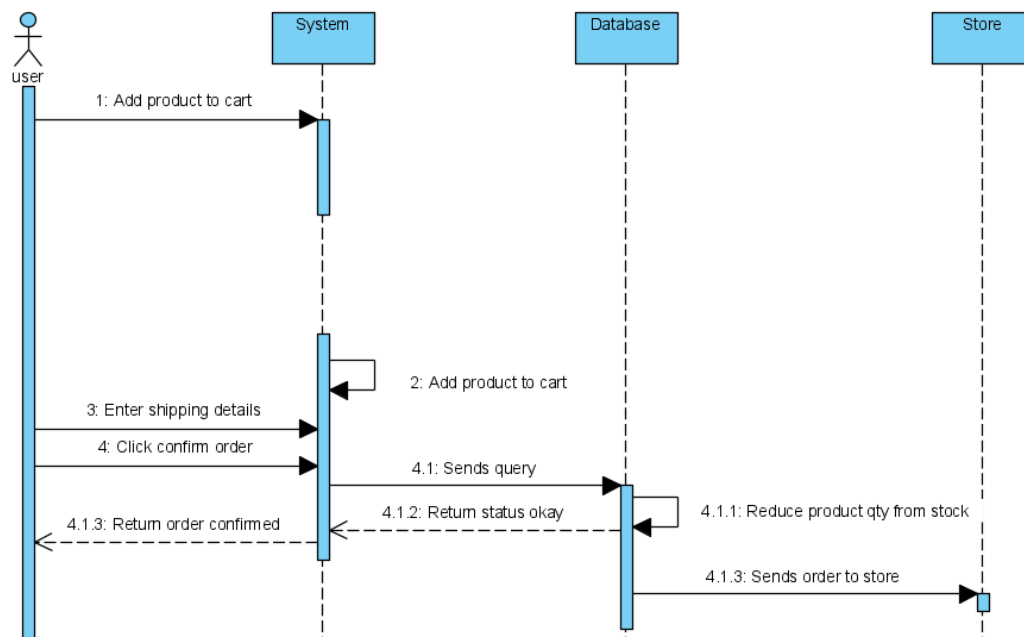 System
Database
Store
user
1: Add product to cart
2: Add product to cart
3: Enter shipping details
4: Click confirm order
4.1: Sends query
4.1.1: Reduce product qty from stock
4.1.2: Return status okay
4.1.3: Return order confirmed
4.1.3: Sends order to store